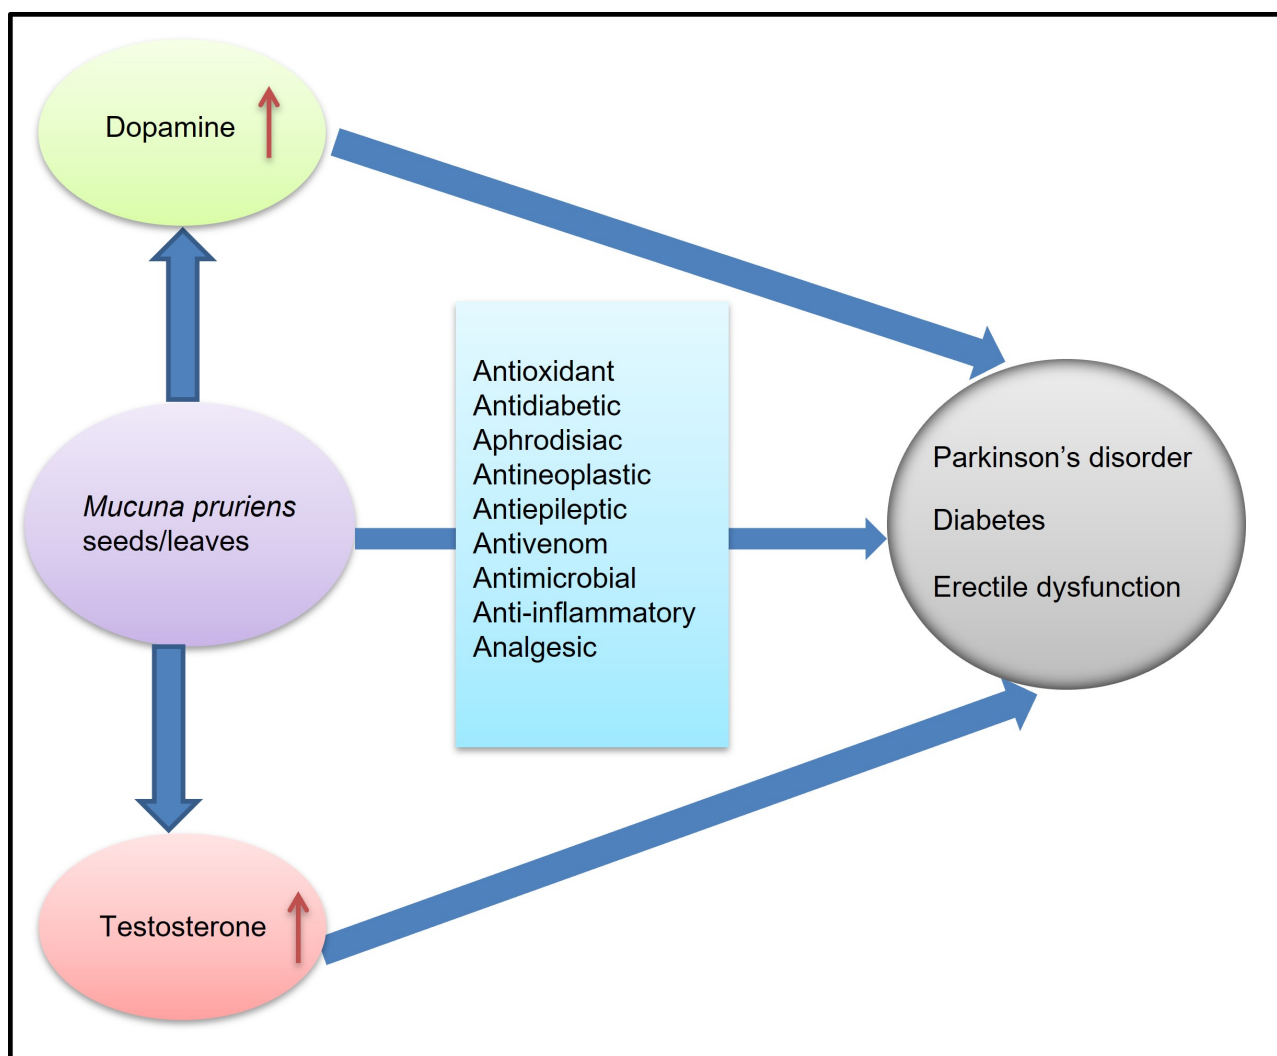 Dopamine
Mucuna pruriens
seeds/leaves
Testosterone
Antioxidant
Antidiabetic
Aphrodisiac
Antineoplastic
Antiepileptic
Antivenom
Antimicrobial
Anti-inflammatory
Analgesic
Parkinson’s disorder
Diabetes
Erectile dysfunction